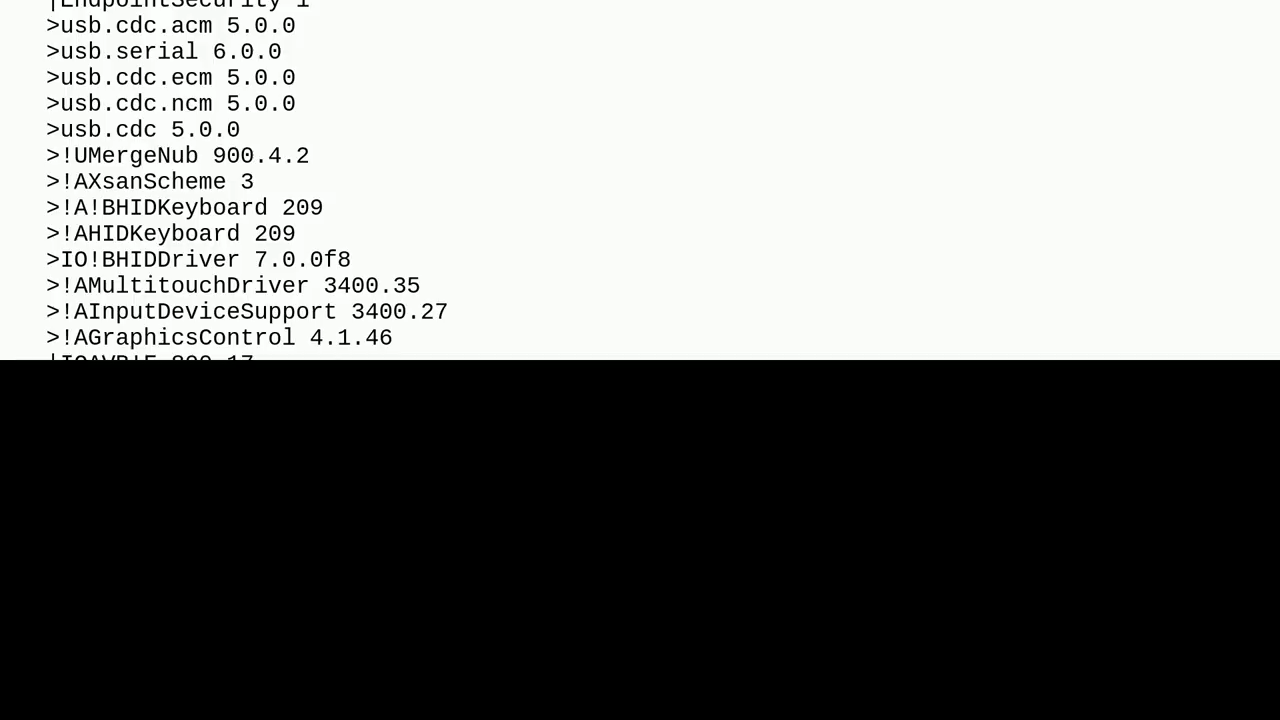 |EndpointSecurity 1
>usb.cdc.acm 5.0.0
>usb.serial 6.0.0
>usb.cdc.ecm 5.0.0
>usb.cdc.ncm 5.0.0
>usb.cdc 5.0.0
>!UMergeNub 900.4.2
>!AXsanScheme 3
>!A!BHIDKeyboard 209
>!AHIDKeyboard 209
>IO!BHIDDriver 7.0.0f8
>!AMultitouchDriver 3400.35
>!AInputDeviceSupport 3400.27
>!AGraphicsControl 4.1.46